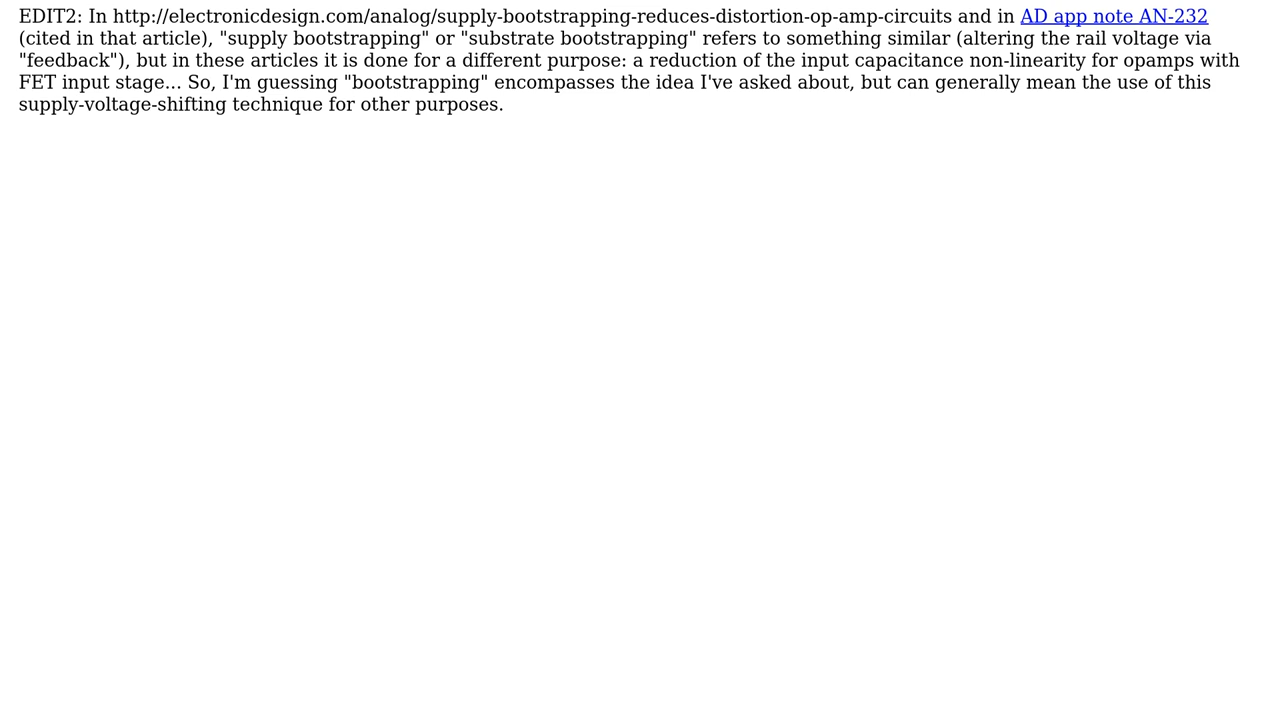 EDIT2: In http://electronicdesign.com/analog/supply-bootstrapping-reduces-distortion-op-amp-circuits and in AD app note AN-232
(cited in that article), "supply bootstrapping" or "substrate bootstrapping" refers to something similar (altering the rail voltage via
"feedback"), but in these articles it is done for a different purpose: a reduction of the input capacitance non-linearity for opamps with
FET input stage... So, I'm guessing "bootstrapping" encompasses the idea I've asked about, but can generally mean the use of this
supply-voltage-shifting technique for other purposes.